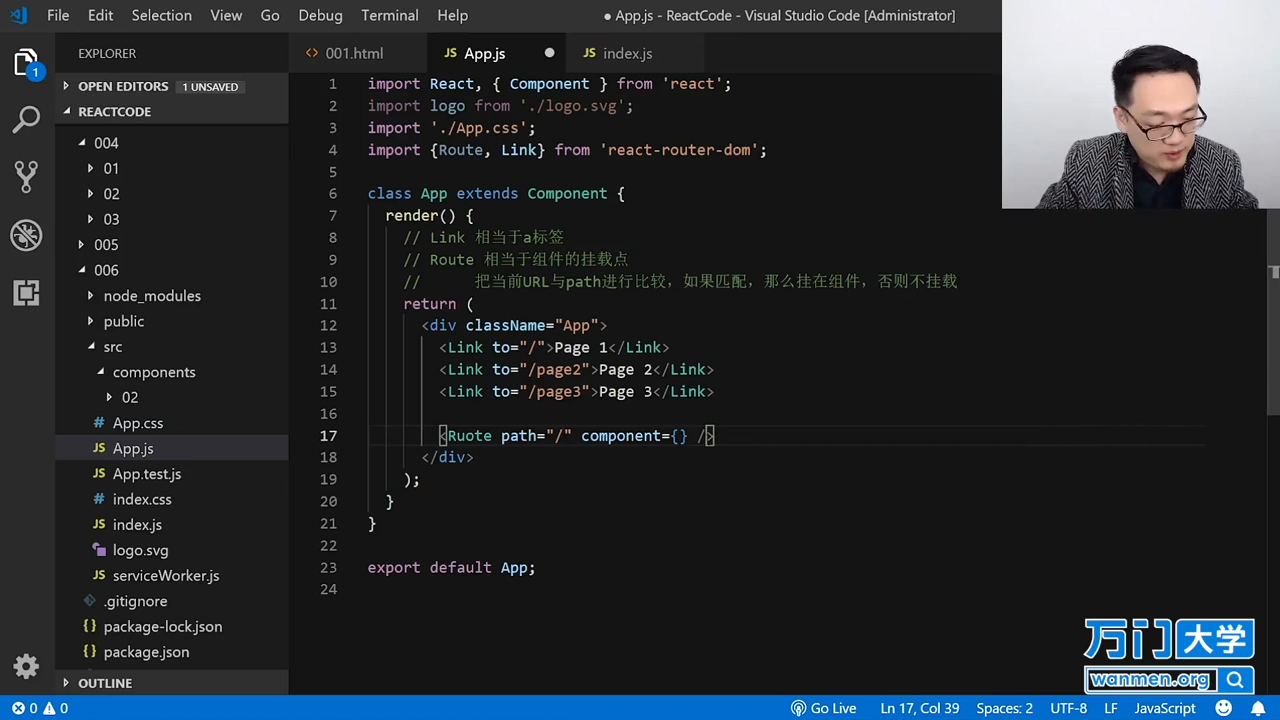 File Edit Selection View Go Debug Terminal Help
● App.js - ReactCode - Visual Studio Code [Administrator]
EXPLORER
001.html
JS App.js
JS index.js
OPEN EDITORS 1 UNSAVED
REACTCODE
1
004
01
02
03
005
006
node_modules
public
src
components
02
# App.css
JS App.js
JS App.test.js
# index.css
JS index.js
logo.svg
JS serviceWorker.js
.gitignore
{} package-lock.json
{} package.json
OUTLINE
1 import React, { Component } from 'react';
2 import logo from './logo.svg';
3 import './App.css';
4 import {Route, Link} from 'react-router-dom';
5
6 class App extends Component {
7 render() {
8 // Link 相当于a标签
9 // Route 相当于组件的挂载点
10 // 把当前URL与path进行比较，如果匹配，那么挂在组件，否则不挂载
11 return (
12 <div className="App">
13 <Link to="/">Page 1</Link>
14 <Link to="/page2">Page 2</Link>
15 <Link to="/page3">Page 3</Link>
16
17 <Ruote path="/" component={} />
18 </div>
19 );
20 }
21 }
22
23 export default App;
24
万门大学
wanmen.org
0 0
Go Live
Ln 17, Col 39
Spaces: 2
UTF-8
LF
JavaScript